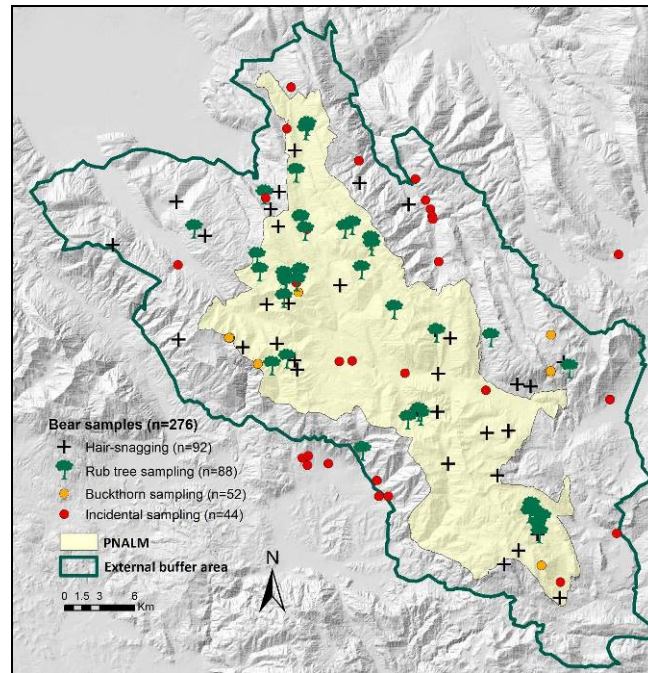 Bear samples (n=276)
Hair-snagging (n=92)
Rub tree sampling (n=88)
Buckthorn sampling (n=52)
Incidental sampling (n=44)
PNALM
External buffer area
N
0 1.5 3 6
Km